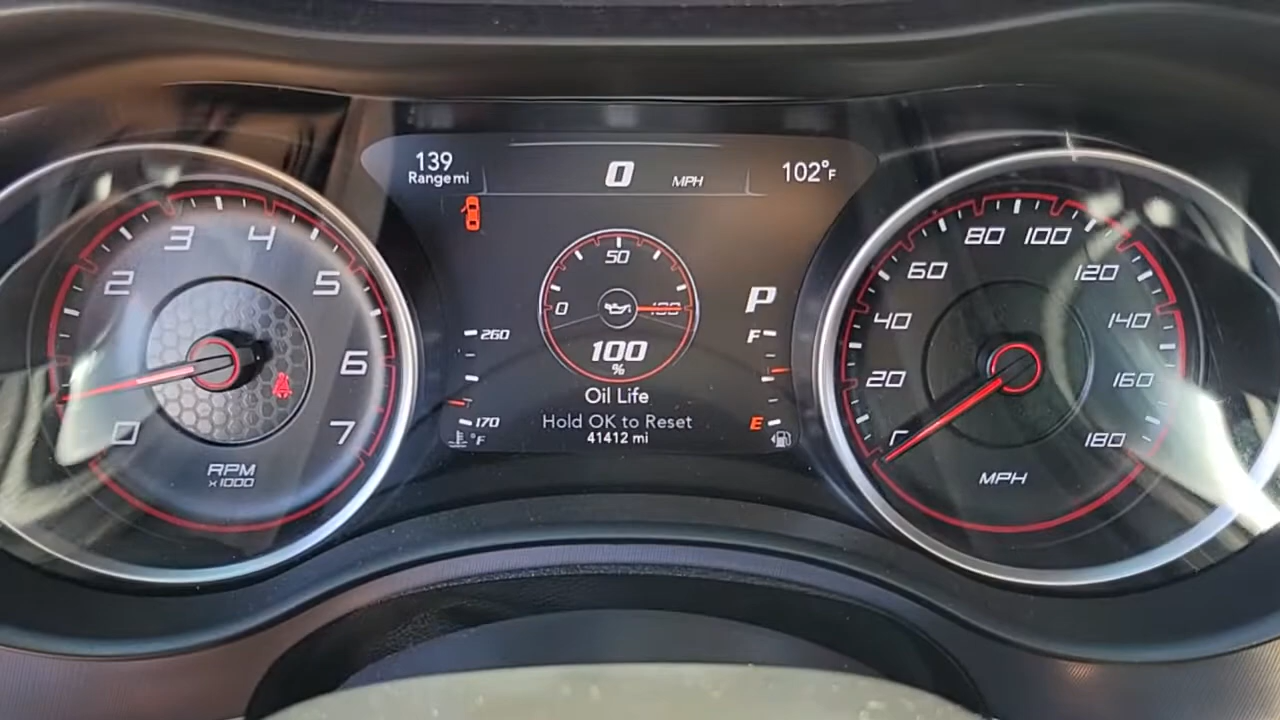 139
Range mi
0 MPH
102°F
2 3 4 5 6 7
RPM
x1000
260
170
°F
0 50 100
100
%
Oil Life
Hold OK to Reset
41412 mi
P
F
E
20 40 60 80 100 120 140 160 180
MPH